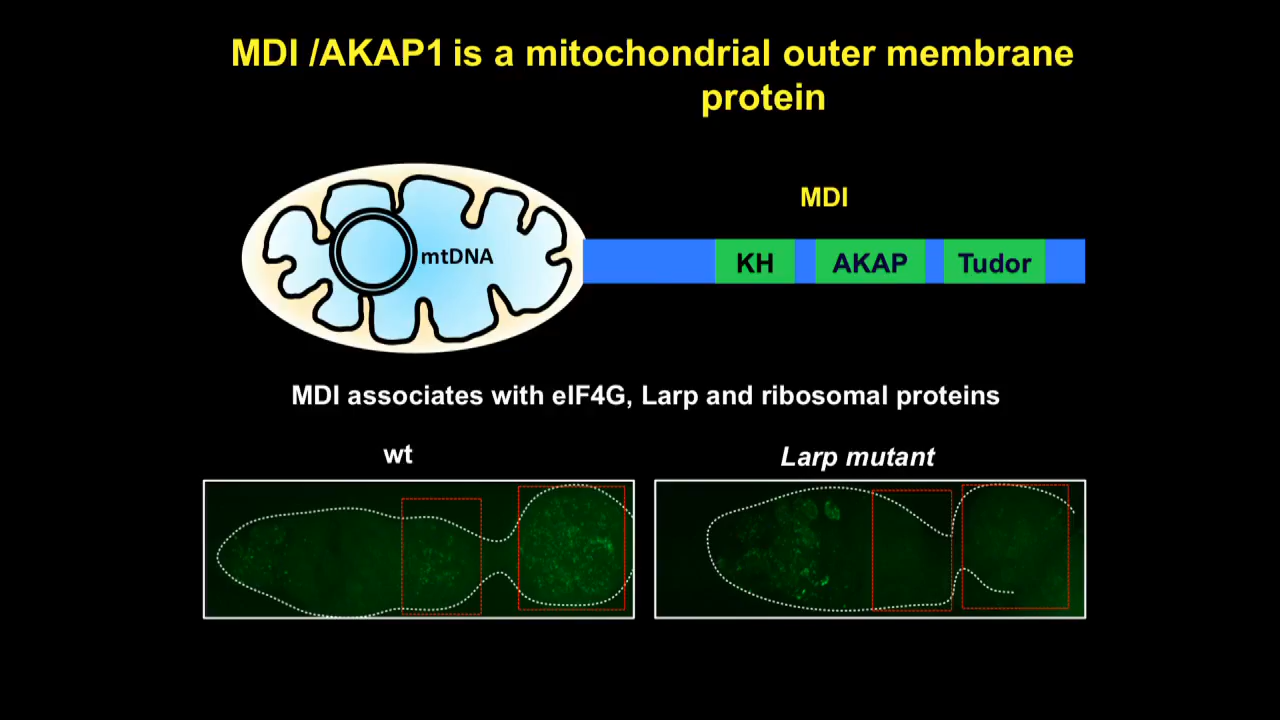 MDI /AKAP1 is a mitochondrial outer membrane
protein
MDI
mtDNA
KH AKAP Tudor
MDI associates with eIF4G, Larp and ribosomal proteins
wt
Larp mutant